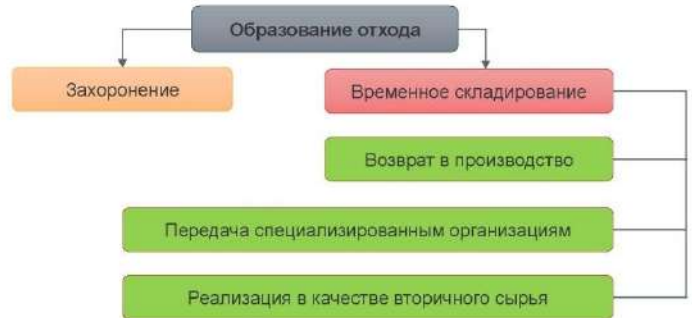 Образование отхода
Захоронение
Временное складирование
Возврат в производство
Передача специализированным организациям
Реализация в качестве вторичного сырья